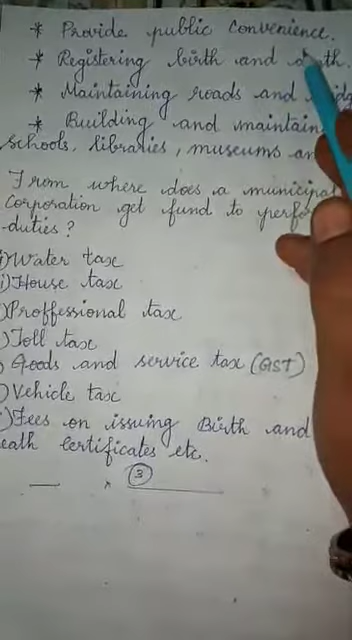 * Provide public convenience.
* Registering birth and
* Maintaining roads and
* Building and maintain
schools, libraries, museums an
From where does a municipal
Corporation get fund to perfo
duties?
i) Water tax
i) House tax
) Proffessional tax
) Toll tax
) Goods and service tax (GST)
) Vehicle tax
i) Fees on issuing Birth and
eath Certificates etc.
3